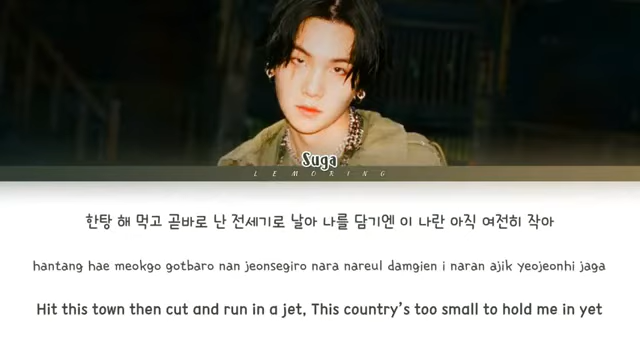 Suga
LEMORING
한탕 해 먹고 곧바로 난 전세기로 날아 나를 담기엔 이 나란 아직 여전히 작아
hantang hae meokgo gotbaro nan jeonsegiro nara nareul damgien i naran ajik yeojeonhi jaga
Hit this town then cut and run in a jet, This country's too small to hold me in yet